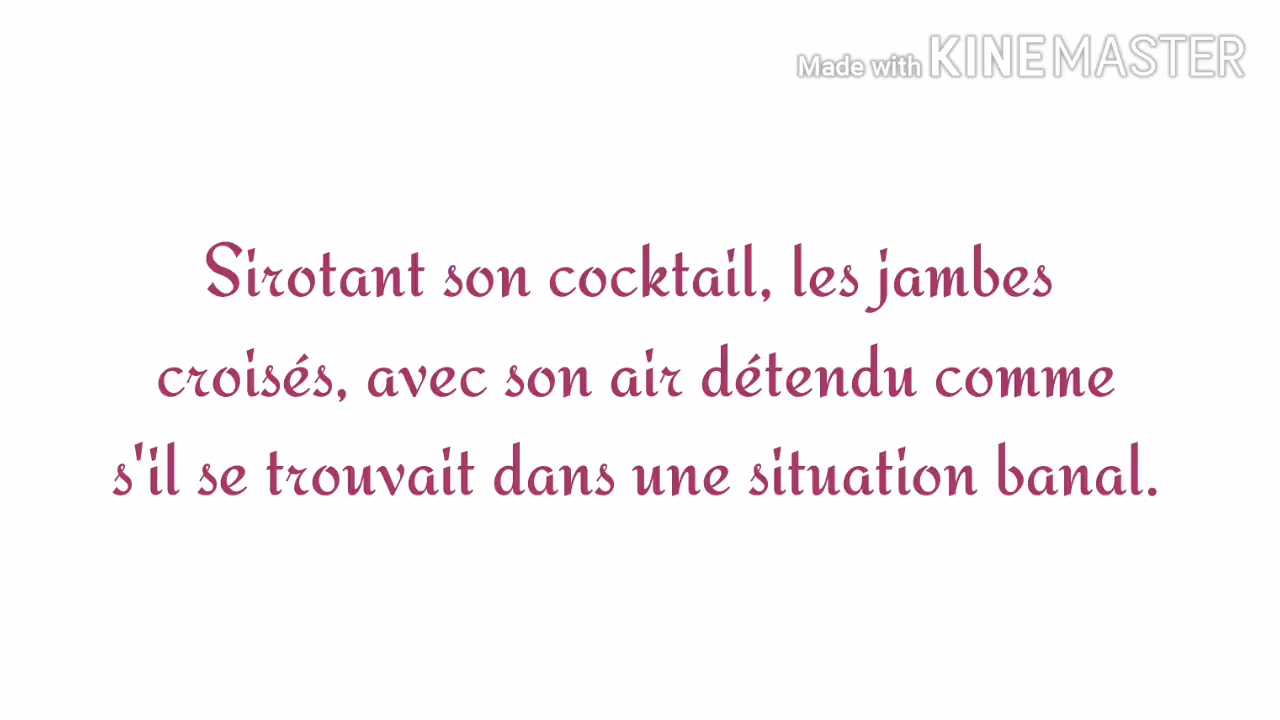 Made with KINEMASTER
Sirotant son cocktail, les jambes
croisés, avec son air détendu comme
s'il se trouvait dans une situation banal.